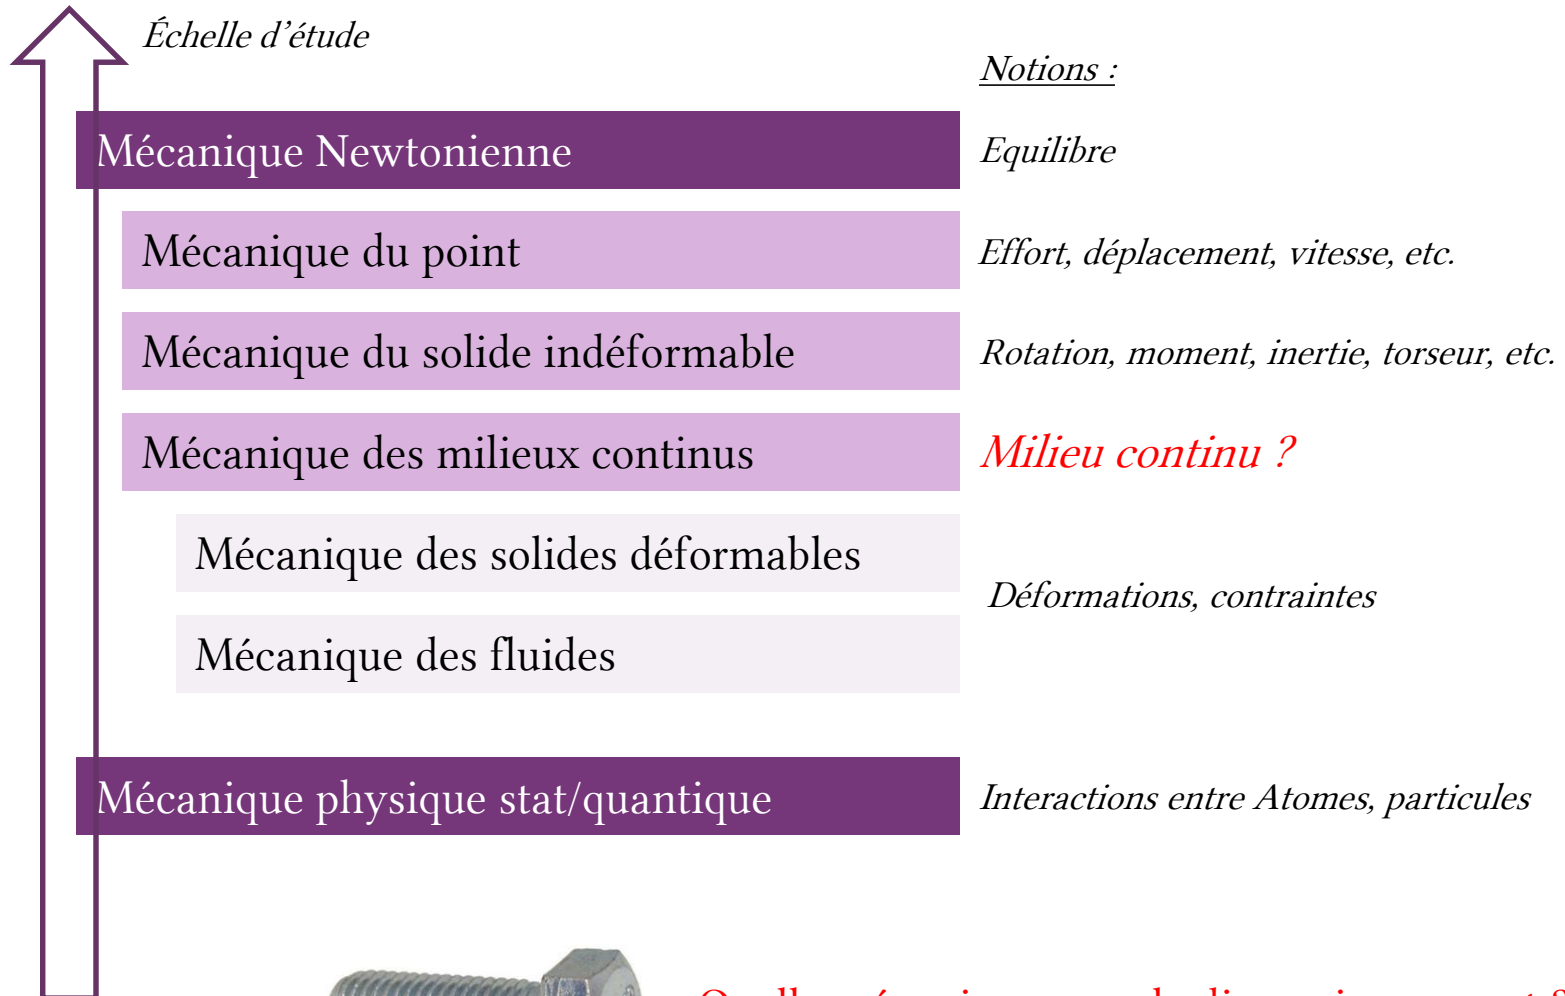 Échelle d'étude
Notions :
Mécanique Newtonienne
Equilibre
Mécanique du point
Effort, déplacement, vitesse, etc.
Mécanique du solide indéformable
Rotation, moment, inertie, torseur, etc.
Mécanique des milieux continus
Milieu continu ?
Mécanique des solides déformables
Déformations, contraintes
Mécanique des fluides
Mécanique physique stat/quantique
Interactions entre Atomes, particules